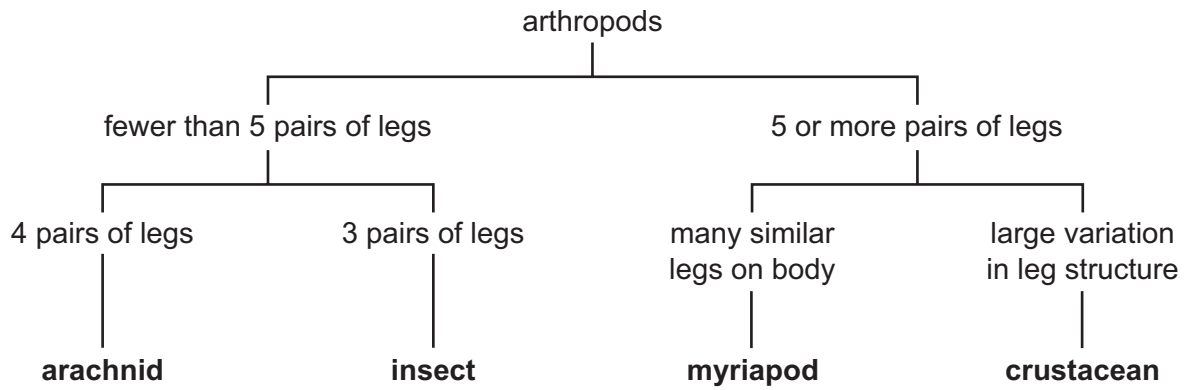 arthropods
fewer than 5 pairs of legs
5 or more pairs of legs
4 pairs of legs
3 pairs of legs
many similar
legs on body
large variation
in leg structure
arachnid
insect
myriapod
crustacean